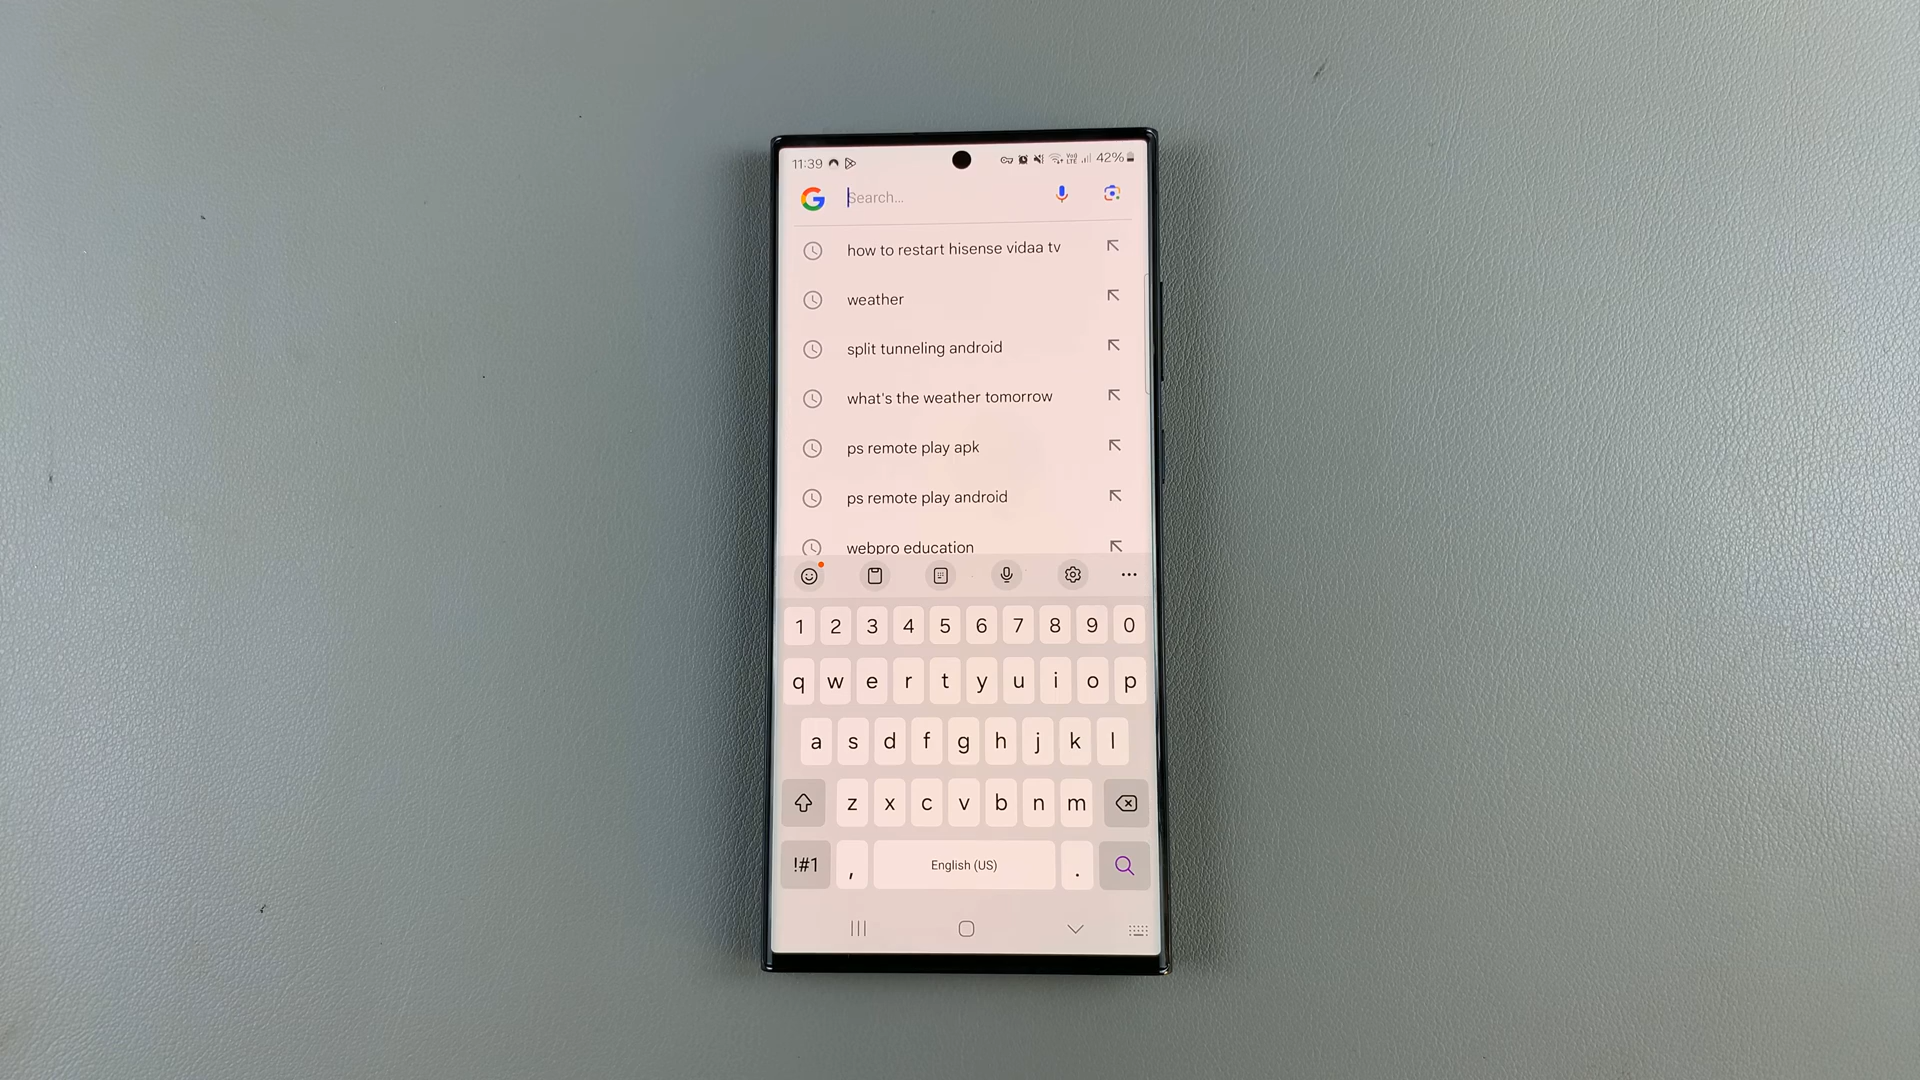 11:39 42%
Search...
how to restart hisense vidaa tv
weather
split tunneling android
what's the weather tomorrow
ps remote play apk
ps remote play android
webpro education
1 2 3 4 5 6 7 8 9 0
q w e r t y u i o p
a s d f g h j k l
z x c v b n m
!#1 , English (US) .